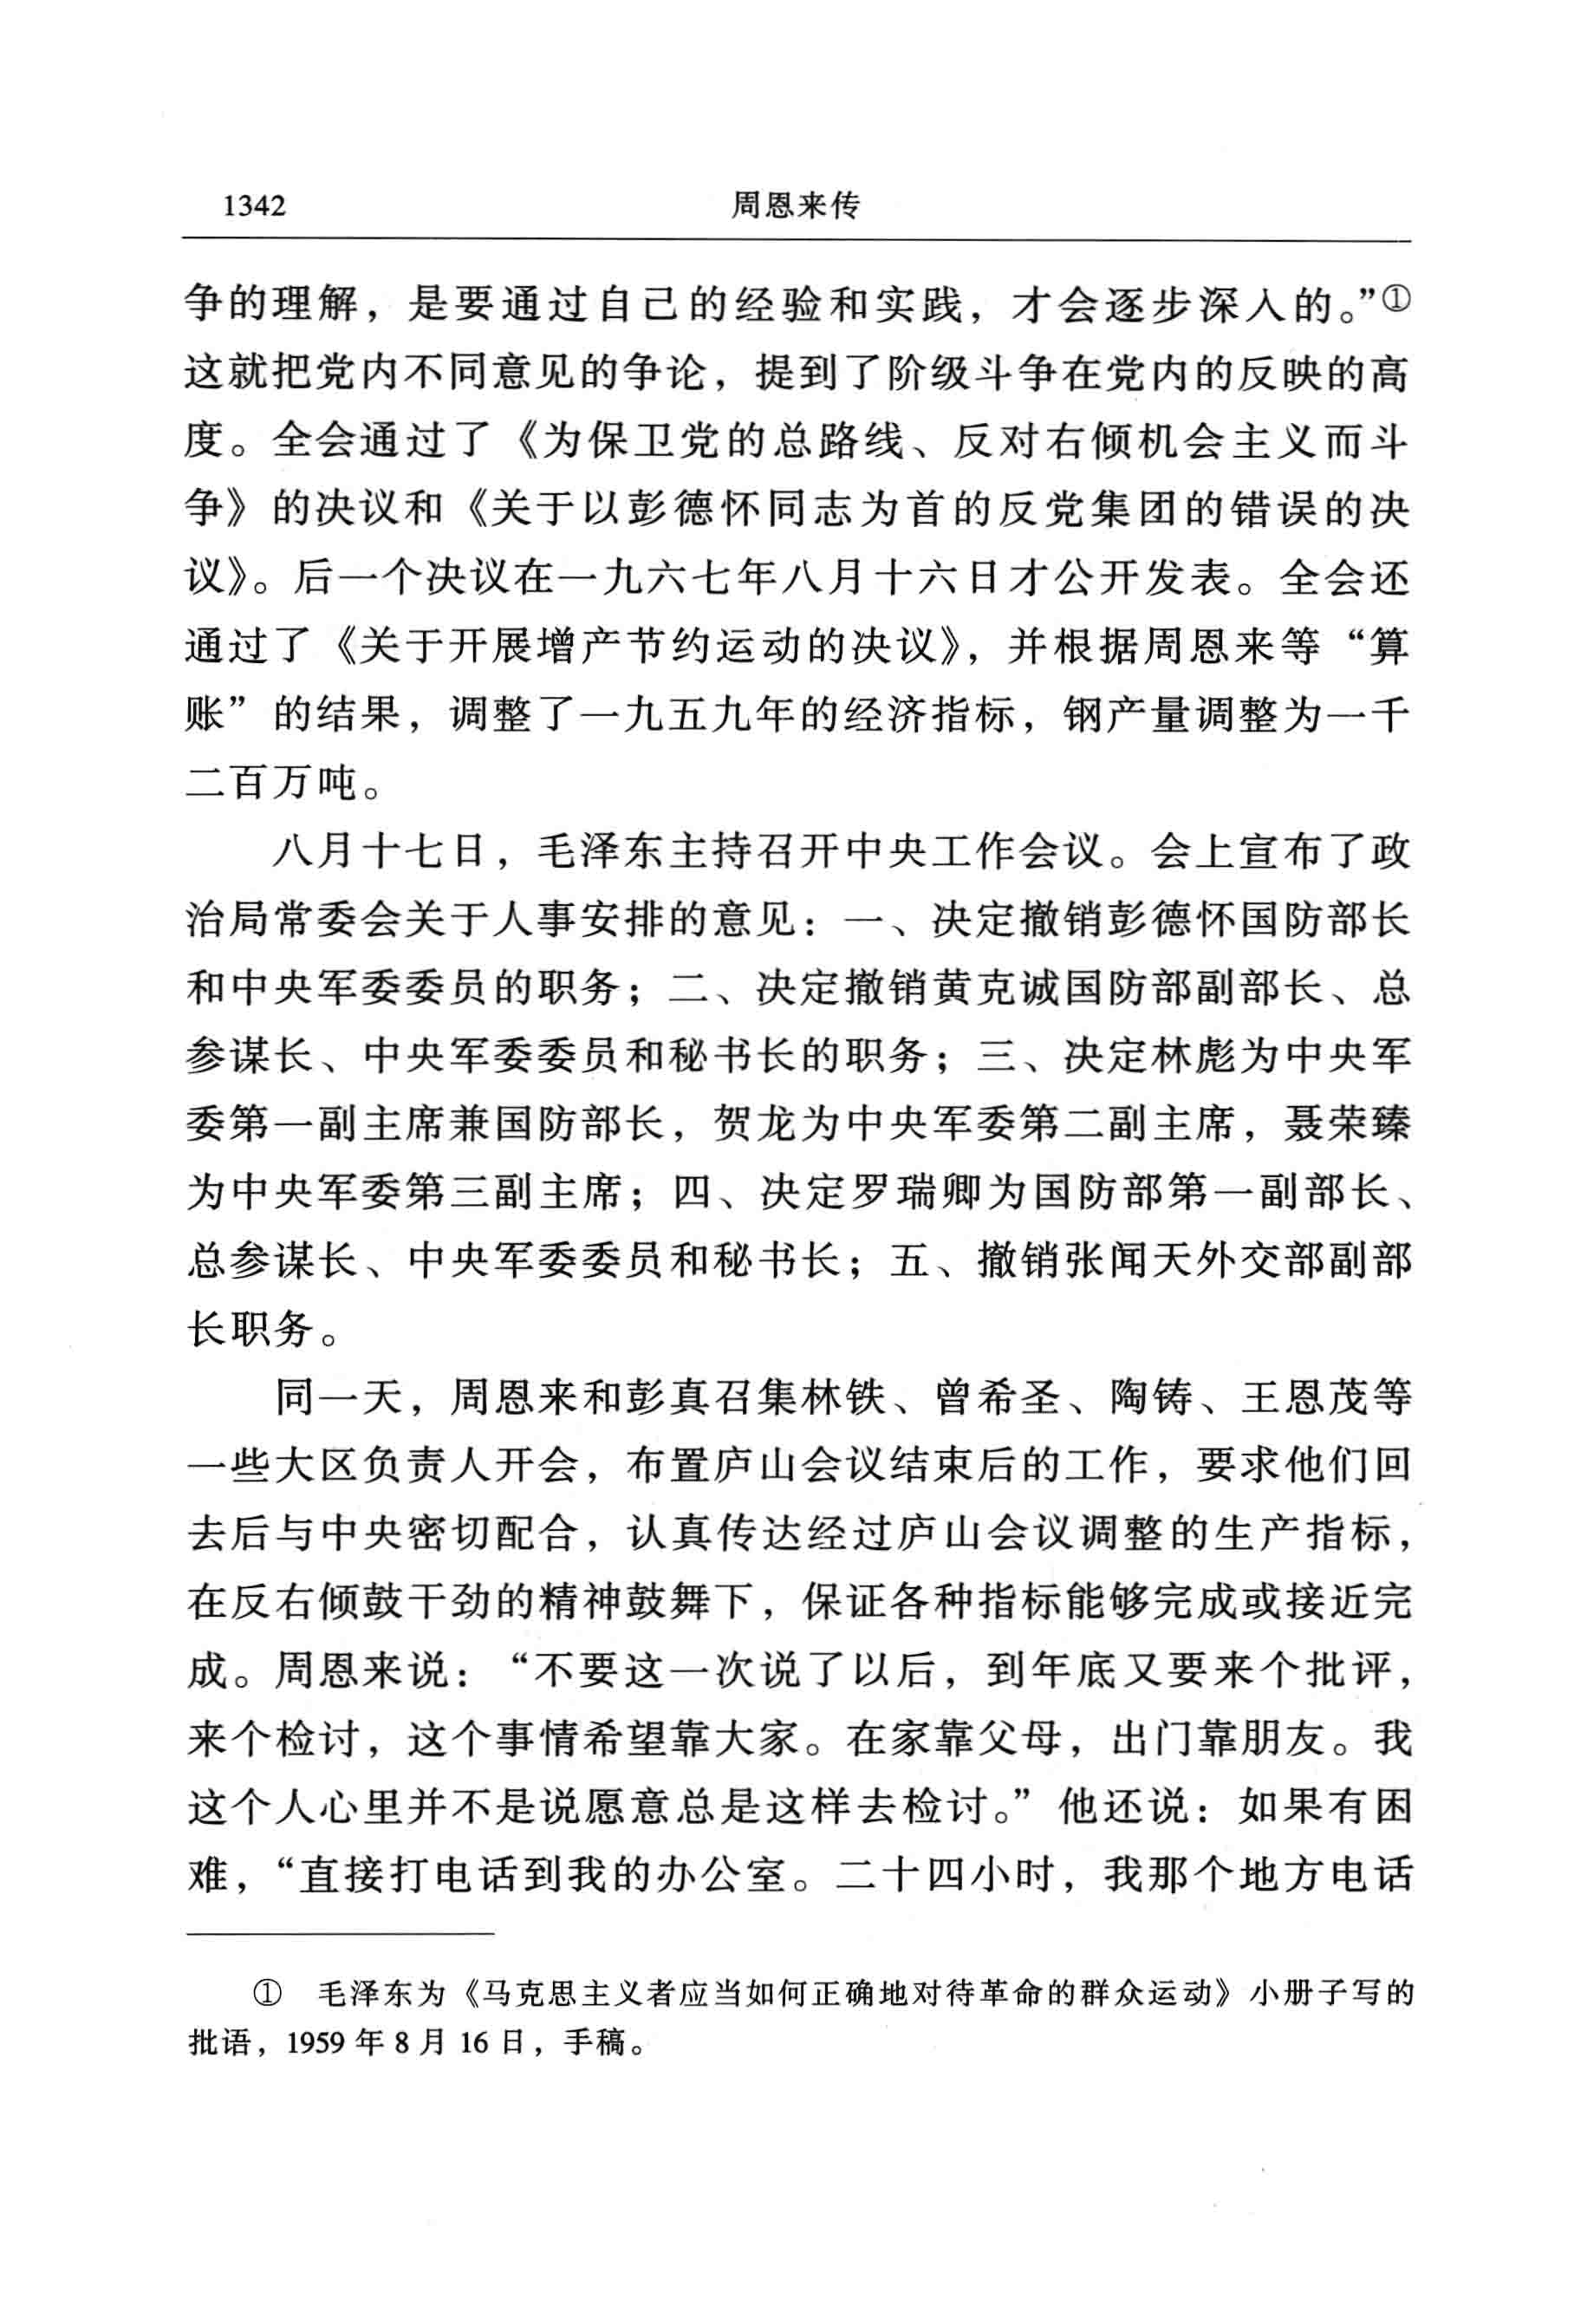 1342 周恩来传
争的理解，是要通过自己的经验和实践，才会逐步深入的。”①
这就把党内不同意见的争论，提到了阶级斗争在党内的反映的高
度。全会通过了《为保卫党的总路线、反对右倾机会主义而斗
争》的决议和《关于以彭德怀同志为首的反党集团的错误的决
议》。后一个决议在一九六七年八月十六日才公开发表。全会还
通过了《关于开展增产节约运动的决议》，并根据周恩来等“算
账”的结果，调整了一九五九年的经济指标，钢产量调整为一千
二百万吨。
八月十七日，毛泽东主持召开中央工作会议。会上宣布了政
治局常委会关于人事安排的意见：一、决定撤销彭德怀国防部长
和中央军委委员的职务；二、决定撤销黄克诚国防部副部长、总
参谋长、中央军委委员和秘书长的职务；三、决定林彪为中央军
委第一副主席兼国防部长，贺龙为中央军委第二副主席，聂荣臻
为中央军委第三副主席；四、决定罗瑞卿为国防部第一副部长、
总参谋长、中央军委委员和秘书长；五、撤销张闻天外交部副部
长职务。
同一天，周恩来和彭真召集林铁、曾希圣、陶铸、王恩茂等
一些大区负责人开会，布置庐山会议结束后的工作，要求他们回
去后与中央密切配合，认真传达经过庐山会议调整的生产指标，
在反右倾鼓干劲的精神鼓舞下，保证各种指标能够完成或接近完
成。周恩来说：“不要这一次说了以后，到年底又要来个批评，
来个检讨，这个事情希望靠大家。在家靠父母，出门靠朋友。我
这个人心里并不是说愿意总是这样去检讨。”他还说：如果有困
难，“直接打电话到我的办公室。二十四小时，我那个地方电话
① 毛泽东为《马克思主义者应当如何正确地对待革命的群众运动》小册子写的
批语，1959 年 8 月 16 日，手稿。